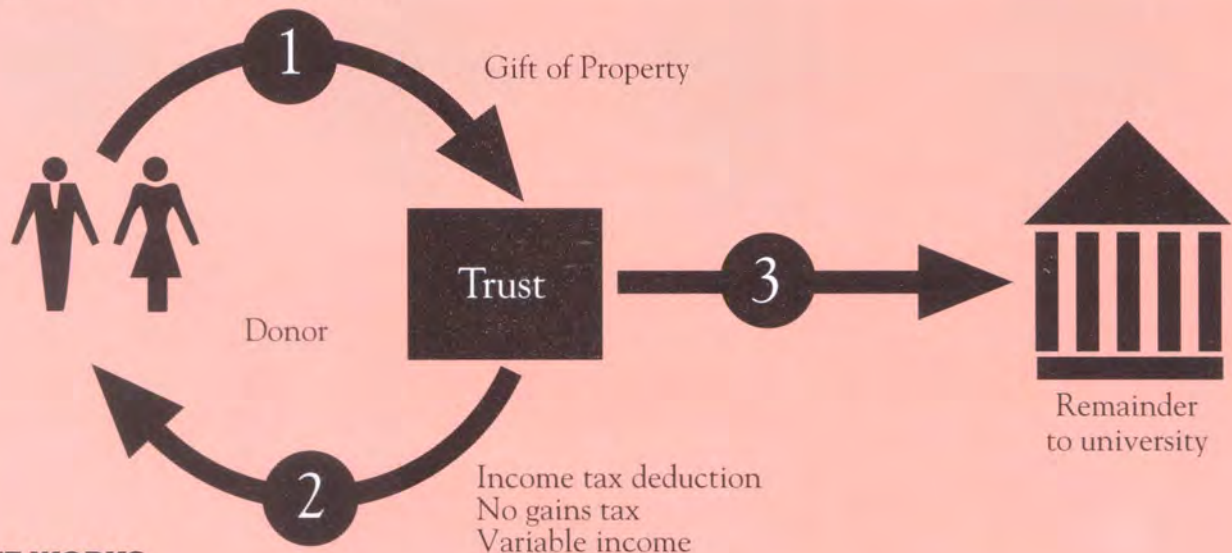 1
Gift of Property
Trust
3
Donor
Remainder
to university
2
Income tax deduction
No gains tax
Variable income
WORKS